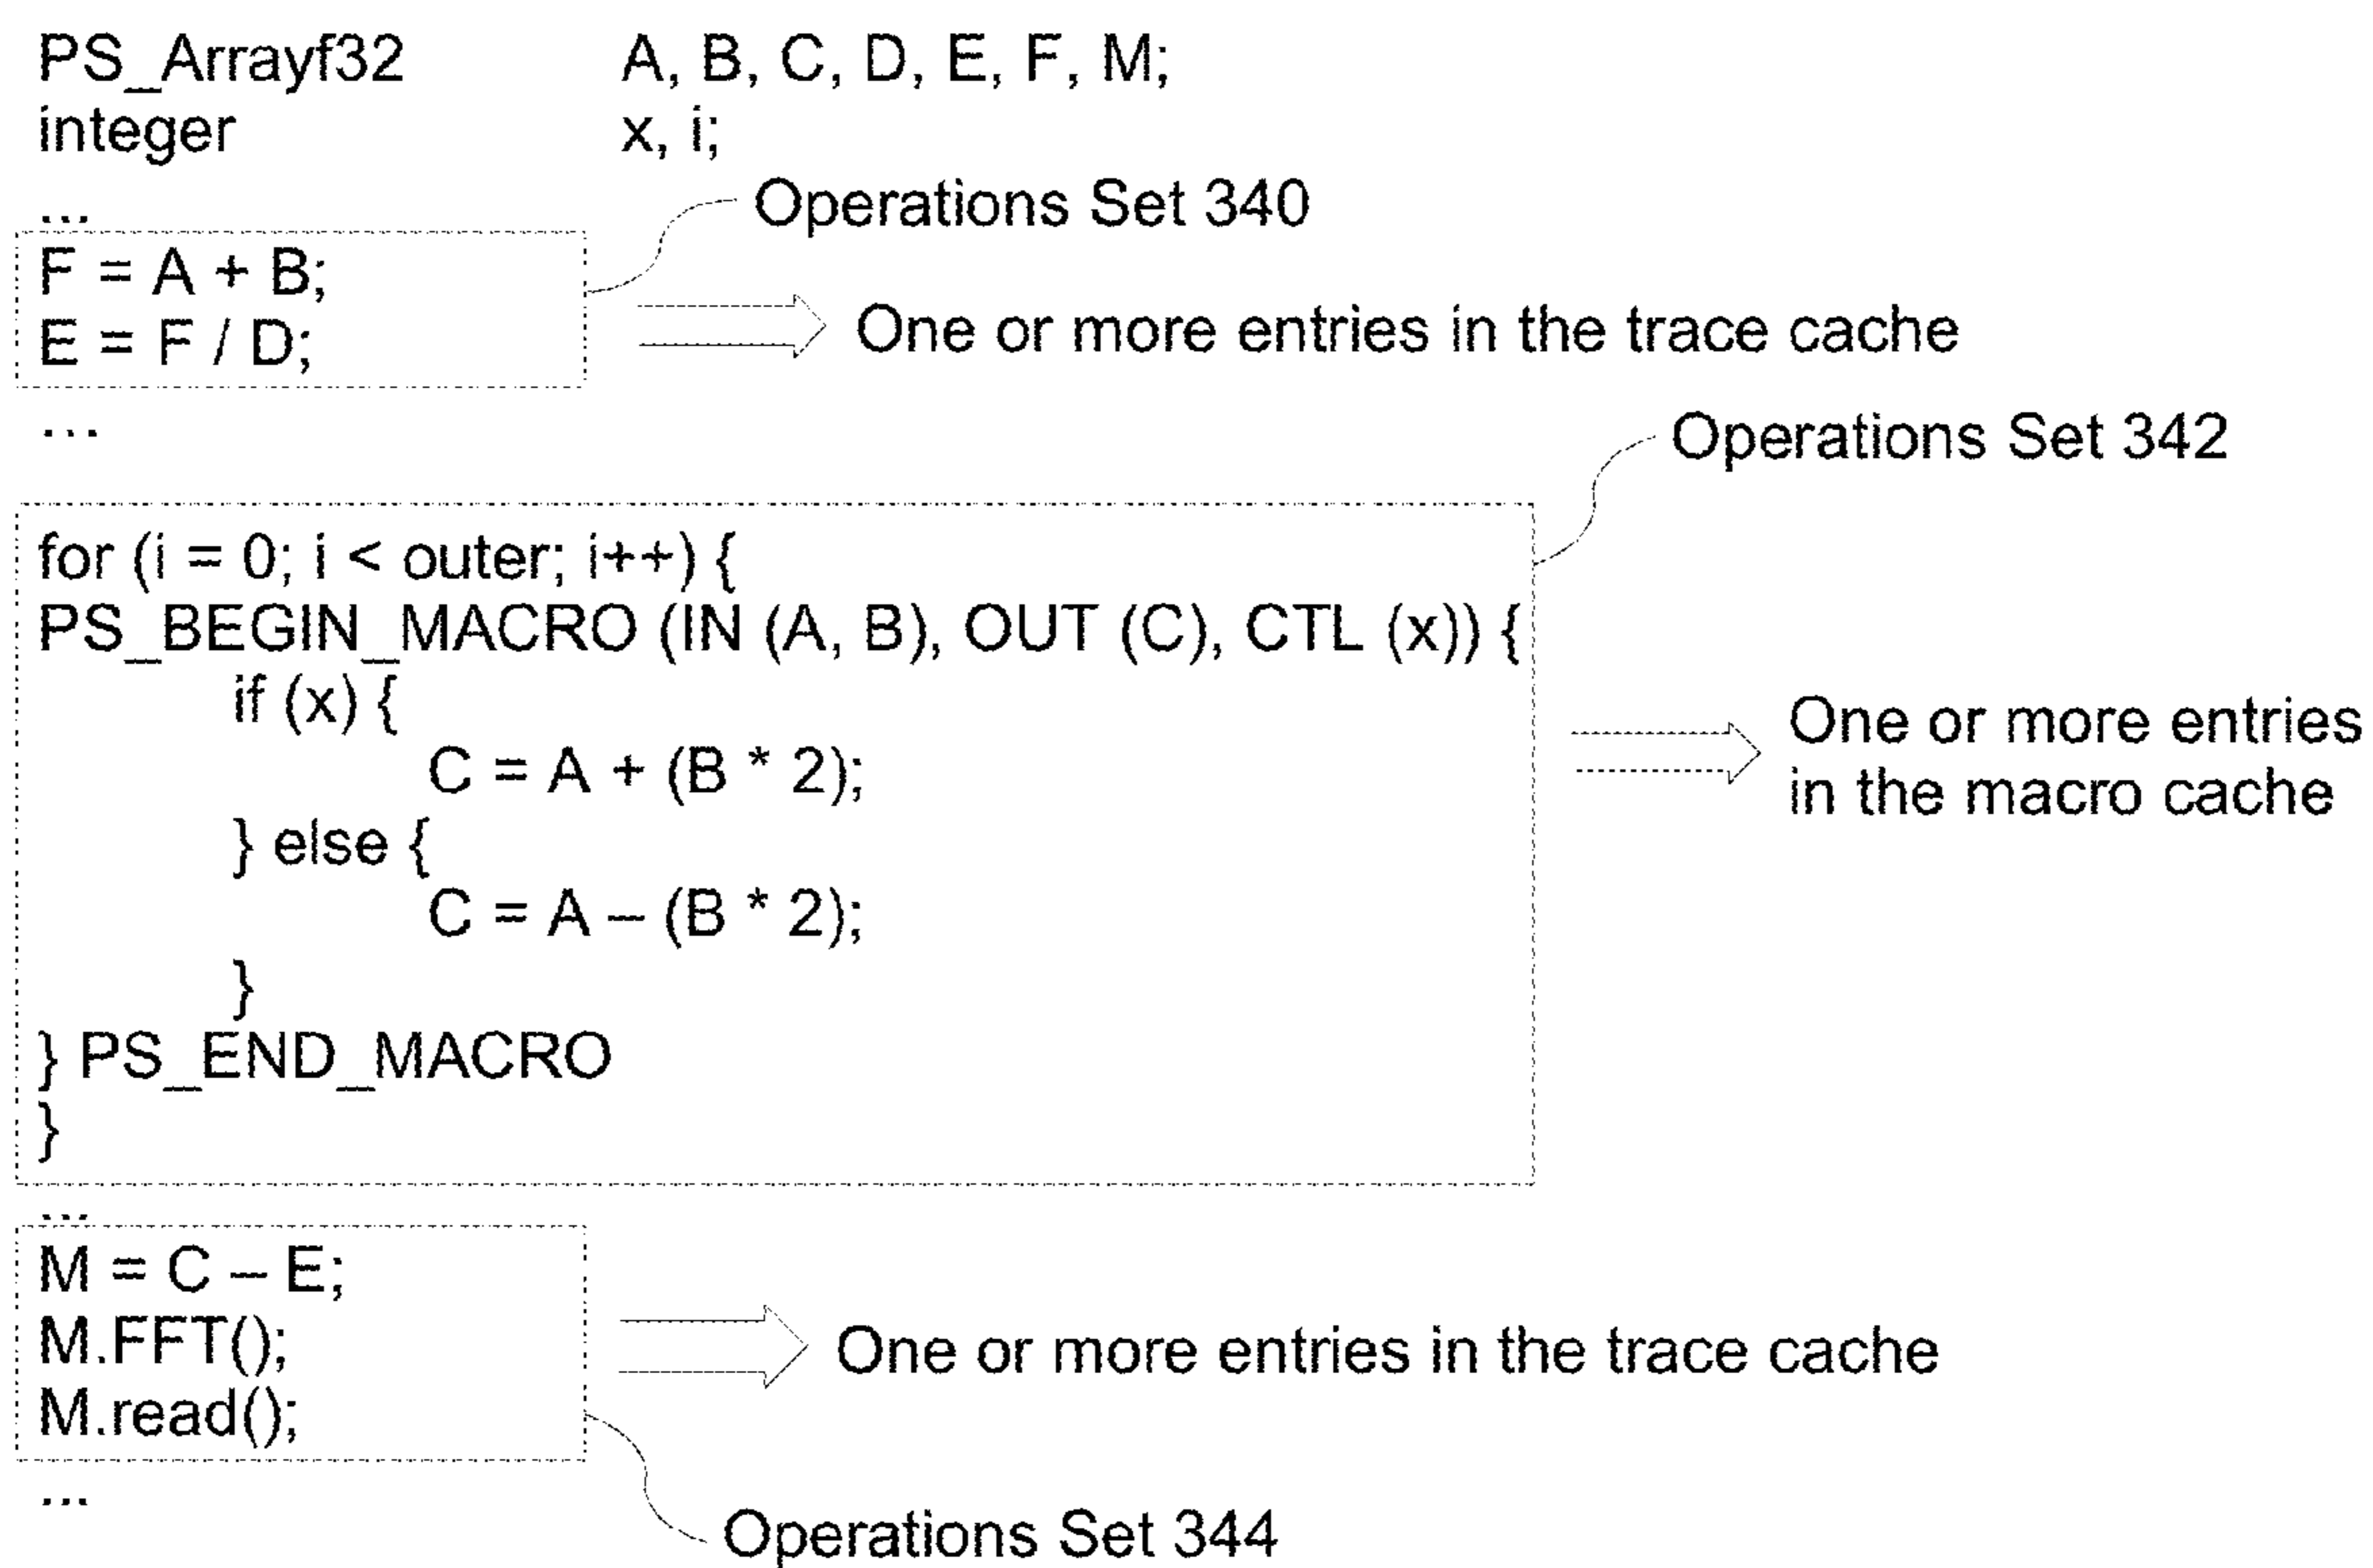 PS_Arrayf32 A, B, C, D, E, F, M;
integer x, i;
...
Operations Set 340
F = A + B;
E = F / D;
One or more entries in the trace cache
...
Operations Set 342
for (i = 0; i < outer; i++) {
PS_BEGIN_MACRO (IN (A, B), OUT (C), CTL (x)) {
if (x) {
C = A + (B * 2);
} else {
C = A – (B * 2);
}
} PS_END_MACRO
}
One or more entries
in the macro cache
...
M = C – E;
M.FFT();
M.read();
One or more entries in the trace cache
...
Operations Set 344